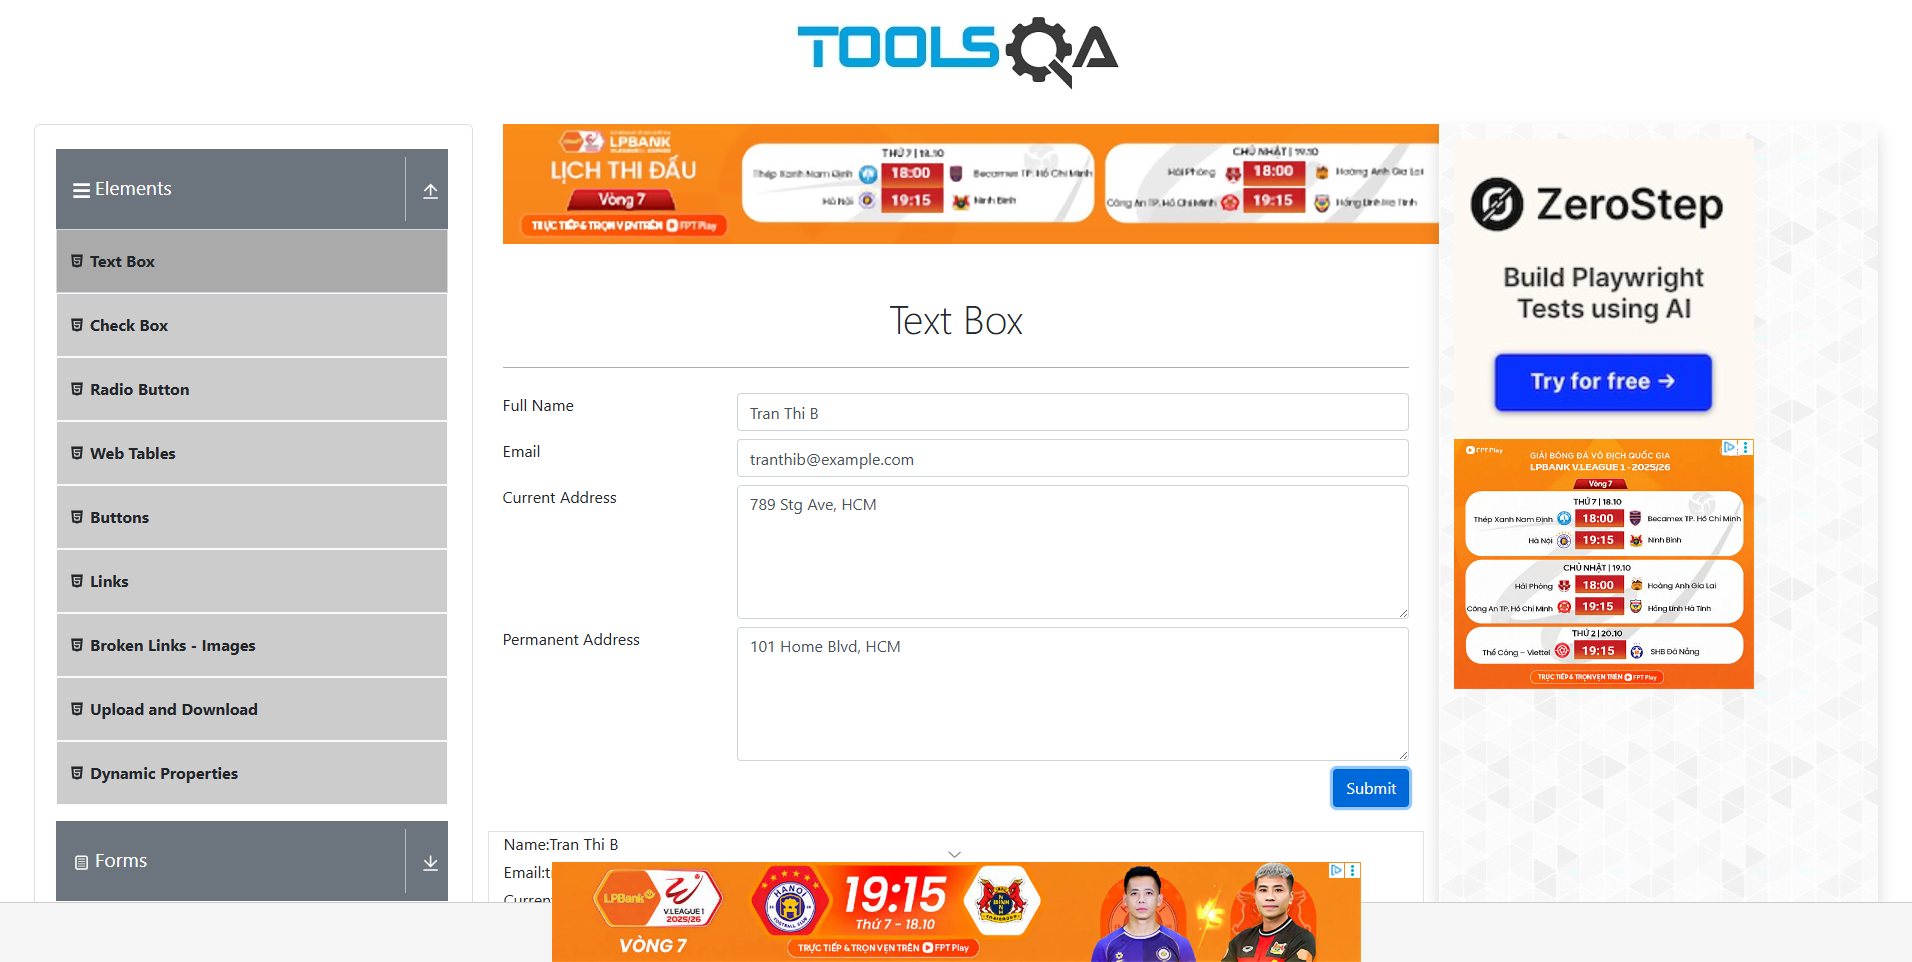 TOOLSQA
Elements
Text Box
Check Box
Radio Button
Web Tables
Buttons
Links
Broken Links - Images
Upload and Download
Dynamic Properties
Forms
LPBANK
LỊCH THI ĐẤU
Vòng 7
TRỰC TIẾP & TRỌN VẸN TRÊN FPT Play
THỨ 7 | 18.10
Thép Xanh Nam Định 18:00 Becamex TP. Hồ Chí Minh
Hà Nội 19:15 Ninh Bình
CHỦ NHẬT | 19.10
Hải Phòng 18:00 Hoàng Anh Gia Lai
Công An TP. Hồ Chí Minh 19:15 Hồng Lĩnh Hà Tĩnh
Text Box
Full Name
Tran Thi B
Email
tranthib@example.com
Current Address
789 Stg Ave, HCM
Permanent Address
101 Home Blvd, HCM
Submit
Name:Tran Thi B
Email:t
Current
ZeroStep
Build Playwright
Tests using AI
Try for free →
FPT Play
GIẢI BÓNG ĐÁ VÔ ĐỊCH QUỐC GIA
LPBANK V.LEAGUE 1 - 2025/26
Vòng 7
THỨ 7 | 18.10
Thép Xanh Nam Định 18:00 Becamex TP. Hồ Chí Minh
Hà Nội 19:15 Ninh Bình
CHỦ NHẬT | 19.10
Hải Phòng 18:00 Hoàng Anh Gia Lai
Công An TP. Hồ Chí Minh 19:15 Hồng Lĩnh Hà Tĩnh
THỨ 2 | 20.10
Thể Công – Viettel 19:15 SHB Đà Nẵng
TRỰC TIẾP & TRỌN VẸN TRÊN FPT Play
LPBank
V.LEAGUE 1
2025/26
VÒNG 7
HANOI
19:15
Thứ 7 - 18.10
TRỰC TIẾP & TRỌN VẸN TRÊN FPT Play
VS